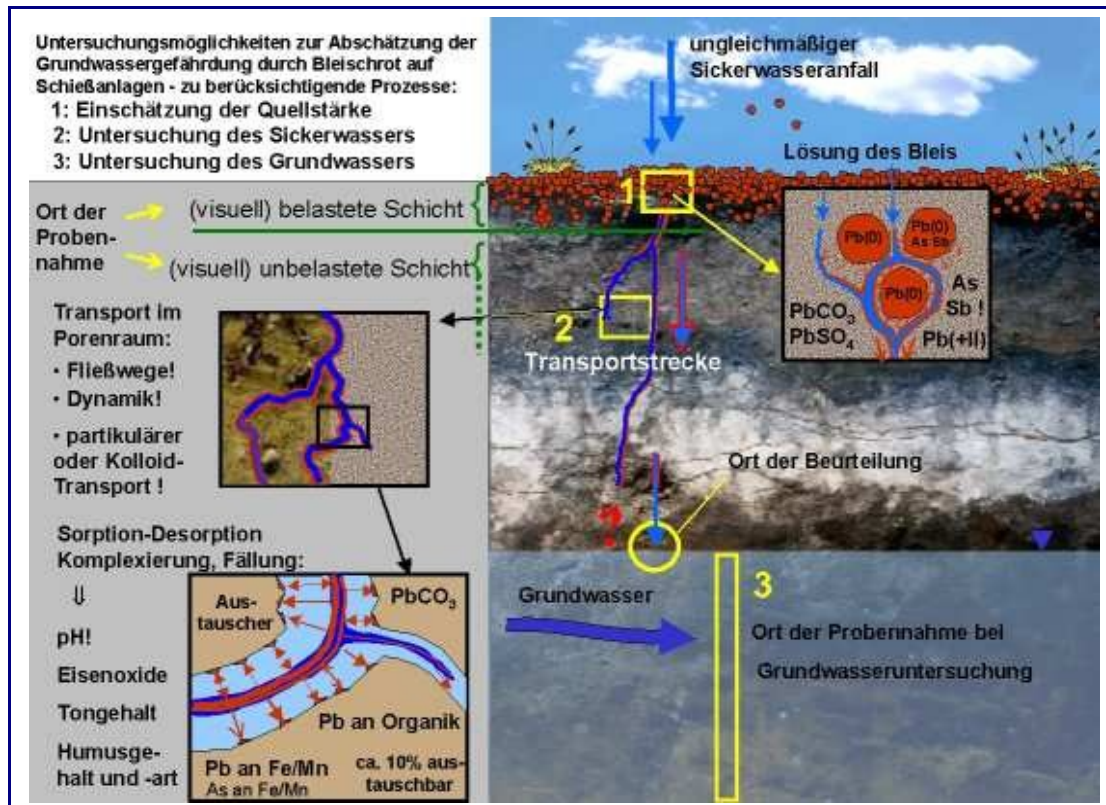 Untersuchungsmöglichkeiten zur Abschätzung der
Grundwassergefährdung durch Bleischrot auf
Schießanlagen - zu berücksichtigende Prozesse:
1: Einschätzung der Quellstärke
2: Untersuchung des Sickerwassers
3: Untersuchung des Grundwassers
ungleichmäßiger
Sickerwasseranfall
Lösung des Bleis
1
Ort der
Proben-
nahme
(visuell) belastete Schicht
(visuell) unbelastete Schicht
Pb(0)
Pb(0)
As Sb
Pb(0)
As
Sb !
PbCO3
PbSO4
Pb(+II)
2
Transportstrecke
Transport im
Porenraum:
• Fließwege!
• Dynamik!
• partikulärer
oder Kolloid-
Transport !
Ort der Beurteilung
?
Sorption-Desorption
Komplexierung, Fällung:
⇓
pH!
Eisenoxide
Tongehalt
Humusge-
halt und -art
Aus-
tauscher
PbCO3
Pb an Organik
Pb an Fe/Mn
As an Fe/Mn
ca. 10% aus-
tauschbar
Grundwasser
3
Ort der Probennahme bei
Grundwasseruntersuchung